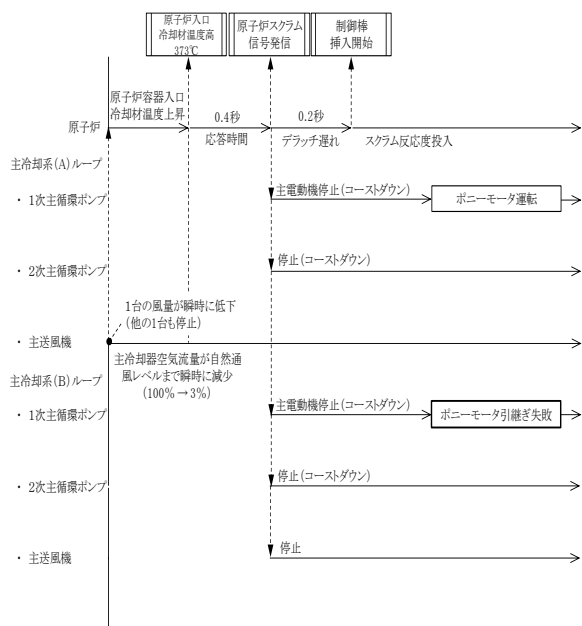 原子炉入口
冷却材温度高
373℃
原子炉スクラム
信号発信
制御棒
挿入開始
原子炉容器入口
冷却材温度上昇
0.4秒
0.2秒
原子炉
応答時間
デラッチ遅れ
スクラム反応度投入
主冷却系(A)ループ
・ 1次主循環ポンプ
主電動機停止(コーストダウン)
ポニーモータ運転
・ 2次主循環ポンプ
停止(コーストダウン)
1台の風量が瞬時に低下
(他の1台も停止)
・ 主送風機
主冷却器空気流量が自然通
風レベルまで瞬時に減少
(100%→3%)
主冷却系(B)ループ
・ 1次主循環ポンプ
主電動機停止(コーストダウン)
ポニーモータ引継ぎ失敗
・ 2次主循環ポンプ
停止(コーストダウン)
・ 主送風機
停止